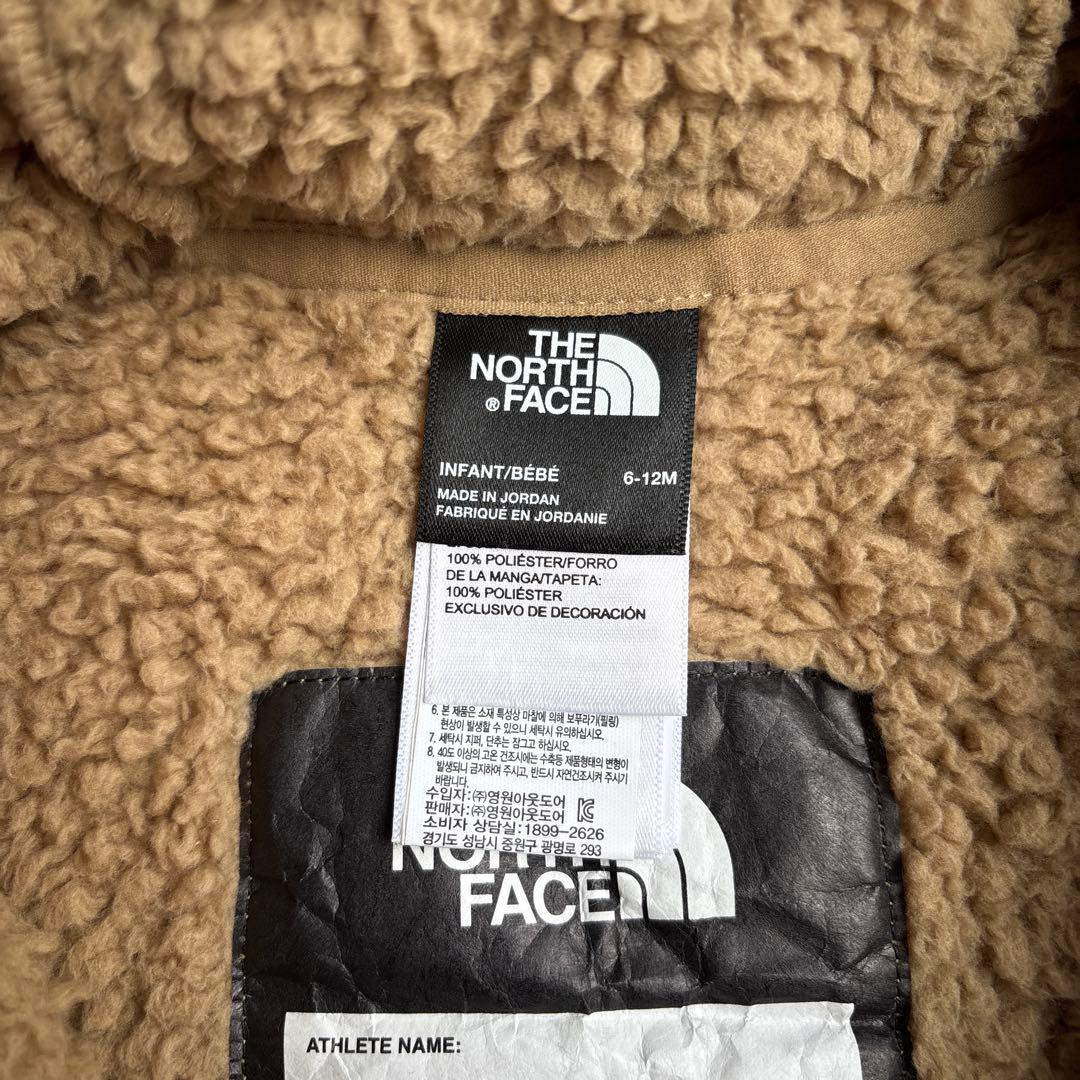 THE
NORTH
FACE
®
INFANT/BÉBÉ 6-12M
MADE IN JORDAN
FABRIQUÉ EN JORDANIE
100% POLIÉSTER/FORRO
DE LA MANGA/TAPETA:
100% POLIÉSTER
EXCLUSIVO DE DECORACIÓN
6. 본 제품은 소재 특성상 마찰에 의해 보푸라기(필링)
현상이 발생할 수 있으니 세탁시 유의하십시오.
7. 세탁시 지퍼, 단추는 잠그고 하십시오.
8. 40도 이상의 고온 건조시에는 수축등 제품형태의 변형이
발생되니 금지하여 주시고, 반드시 자연건조시켜 주시기
바랍니다.
수입자:㈜영원아웃도어
판매자:㈜영원아웃도어
소비자 상담실:1899-2626
경기도 성남시 중원구 광명로 293
NORTH
FACE
ATHLETE NAME: